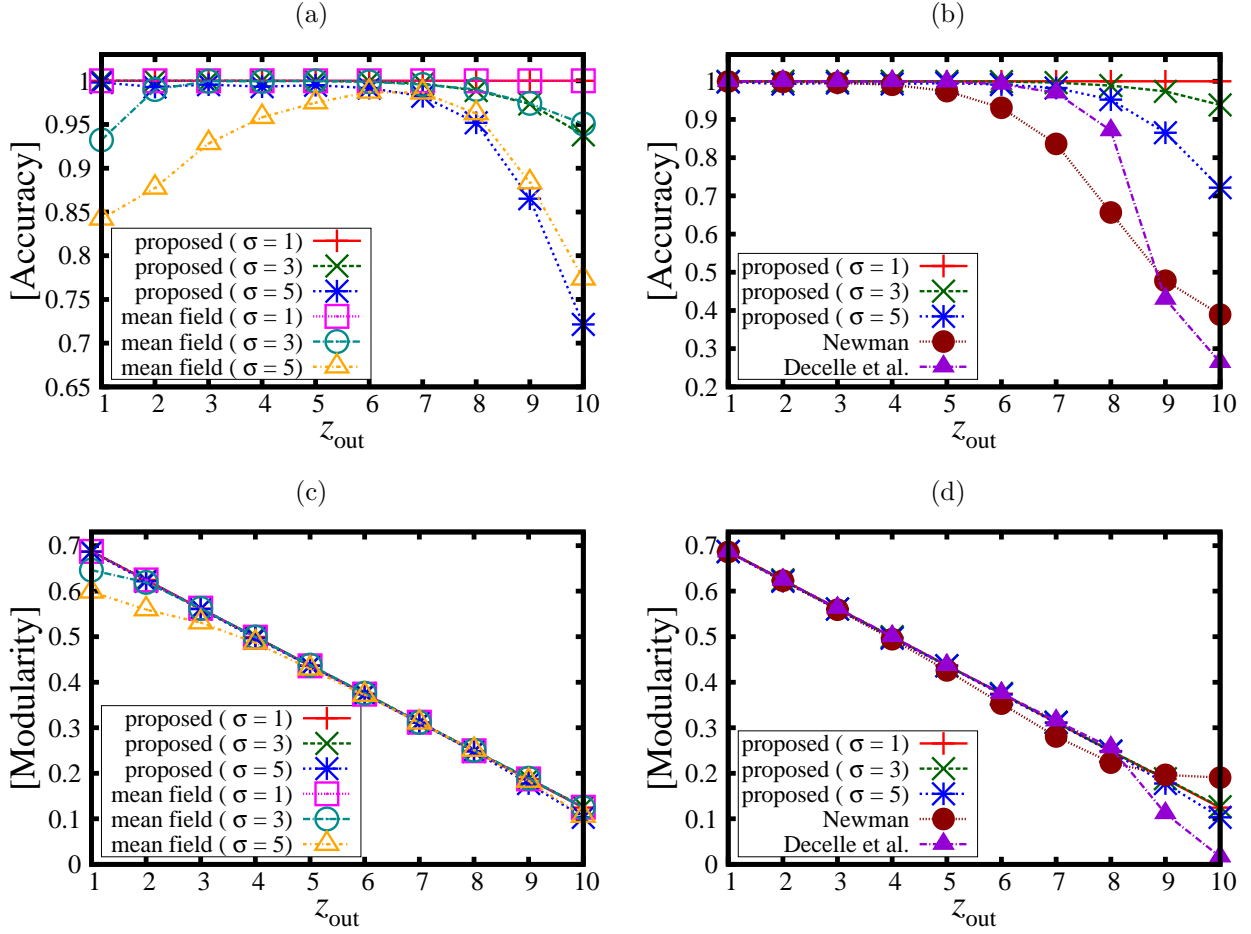 (a)
1
0.95
0.9
0.85
0.8
0.75
0.7
0.65
[Accuracy]
proposed ( σ = 1)
proposed ( σ = 3)
proposed ( σ = 5)
mean field ( σ = 1)
mean field ( σ = 3)
mean field ( σ = 5)
1 2 3 4 5 6 7 8 9 10
z_out
(b)
1
0.9
0.8
0.7
0.6
0.5
0.4
0.3
0.2
[Accuracy]
proposed ( σ = 1)
proposed ( σ = 3)
proposed ( σ = 5)
Newman
Decelle et al.
1 2 3 4 5 6 7 8 9 10
z_out
(c)
0.7
0.6
0.5
0.4
0.3
0.2
0.1
0
[Modularity]
proposed ( σ = 1)
proposed ( σ = 3)
proposed ( σ = 5)
mean field ( σ = 1)
mean field ( σ = 3)
mean field ( σ = 5)
1 2 3 4 5 6 7 8 9 10
z_out
(d)
0.7
0.6
0.5
0.4
0.3
0.2
0.1
0
[Modularity]
proposed ( σ = 1)
proposed ( σ = 3)
proposed ( σ = 5)
Newman
Decelle et al.
1 2 3 4 5 6 7 8 9 10
z_out